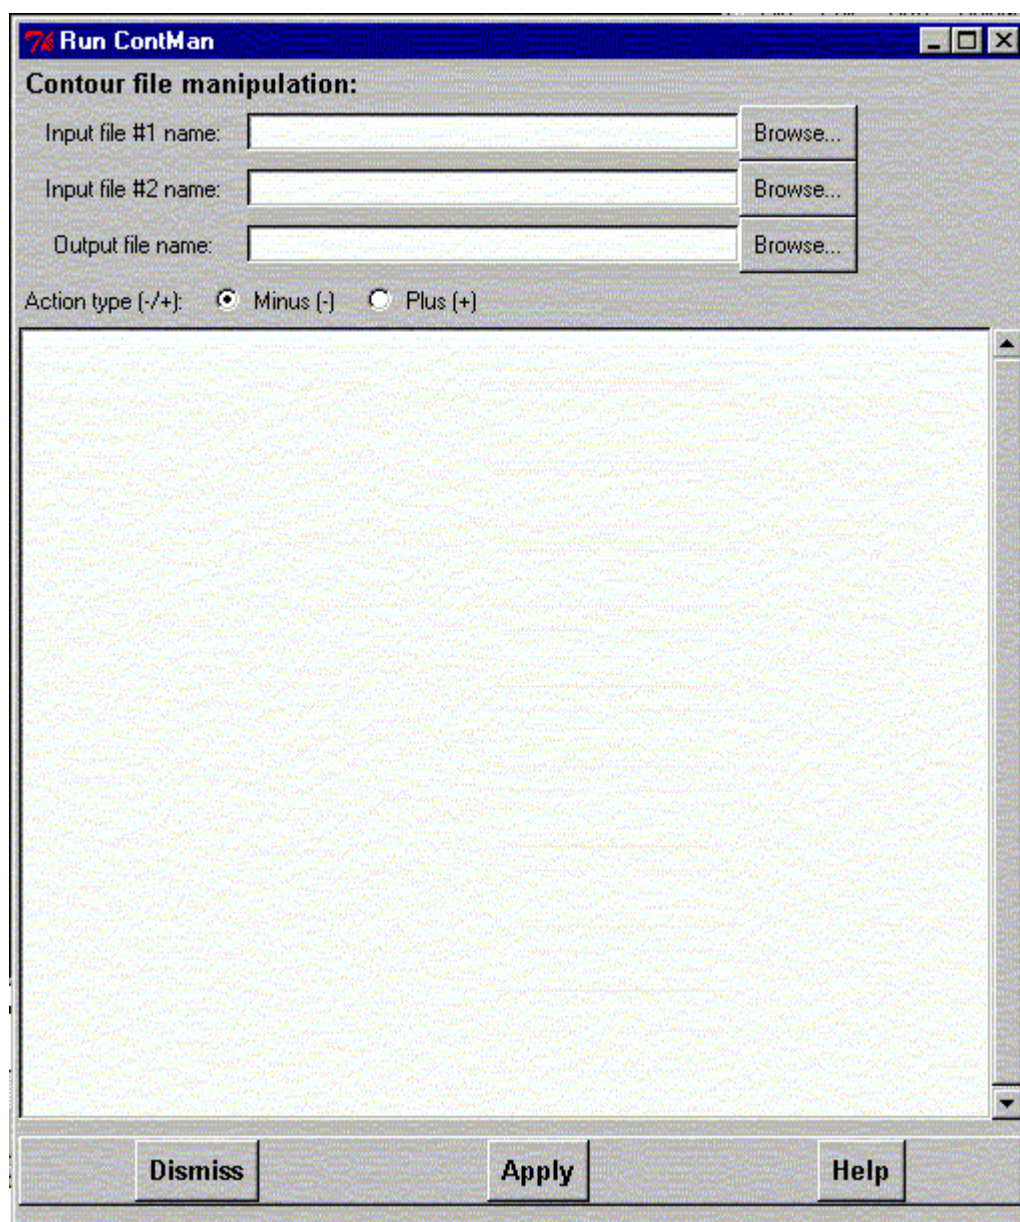 7k Run ContMan
Contour file manipulation:
Input file #1 name: Browse...
Input file #2 name: Browse...
Output file name: Browse...
Action type (-/+): Minus (-) Plus (+)
Dismiss Apply Help